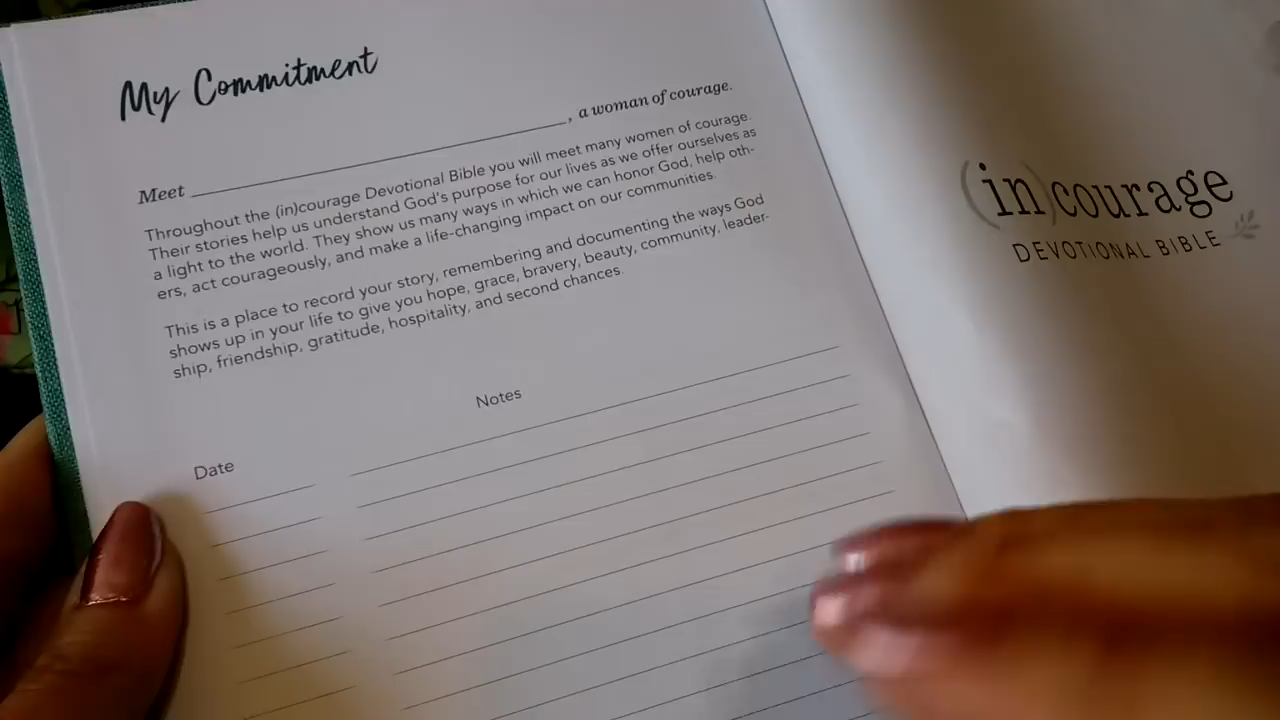 My Commitment
Meet ____________________, a woman of courage.
Throughout the (in)courage Devotional Bible you will meet many women of courage.
Their stories help us understand God's purpose for our lives as we offer ourselves as
a light to the world. They show us many ways in which we can honor God, help oth-
ers, act courageously, and make a life-changing impact on our communities.
This is a place to record your story, remembering and documenting the ways God
shows up in your life to give you hope, grace, bravery, beauty, community, leader-
ship, friendship, gratitude, hospitality, and second chances.
Date Notes
(in)courage
DEVOTIONAL BIBLE